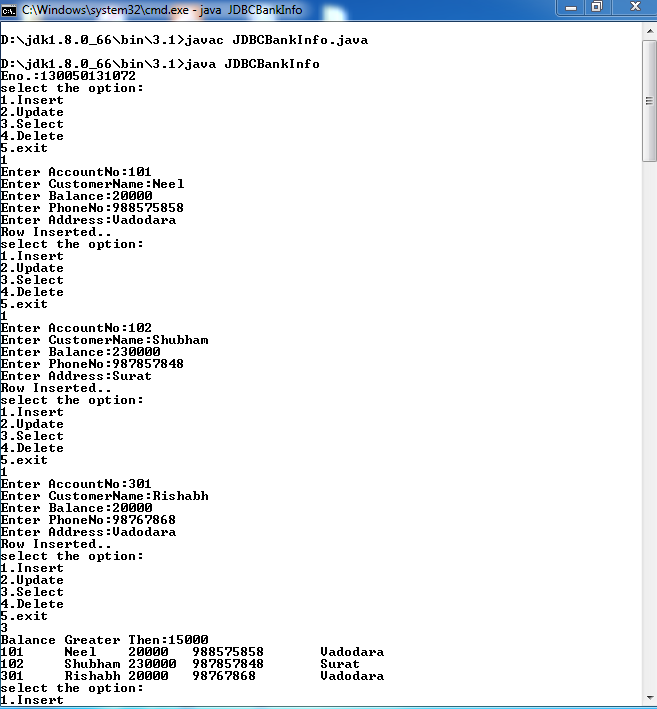 C:\Windows\system32\cmd.exe - java JDBCBankInfo
D:\jdk1.8.0_66\bin\3.1>javac JDBCBankInfo.java
D:\jdk1.8.0_66\bin\3.1>java JDBCBankInfo
Eno.:130050131072
select the option:
1.Insert
2.Update
3.Select
4.Delete
5.exit
1
Enter AccountNo:101
Enter CustomerName:Neel
Enter Balance:20000
Enter PhoneNo:988575858
Enter Address:Vadodara
Row Inserted..
select the option:
1.Insert
2.Update
3.Select
4.Delete
5.exit
1
Enter AccountNo:102
Enter CustomerName:Shubham
Enter Balance:230000
Enter PhoneNo:987857848
Enter Address:Surat
Row Inserted..
select the option:
1.Insert
2.Update
3.Select
4.Delete
5.exit
1
Enter AccountNo:301
Enter CustomerName:Rishabh
Enter Balance:20000
Enter PhoneNo:98767868
Enter Address:Vadodara
Row Inserted..
select the option:
1.Insert
2.Update
3.Select
4.Delete
5.exit
3
Balance Greater Then:15000
101 Neel 20000 988575858 Vadodara
102 Shubham 230000 987857848 Surat
301 Rishabh 20000 98767868 Vadodara
select the option:
1.Insert